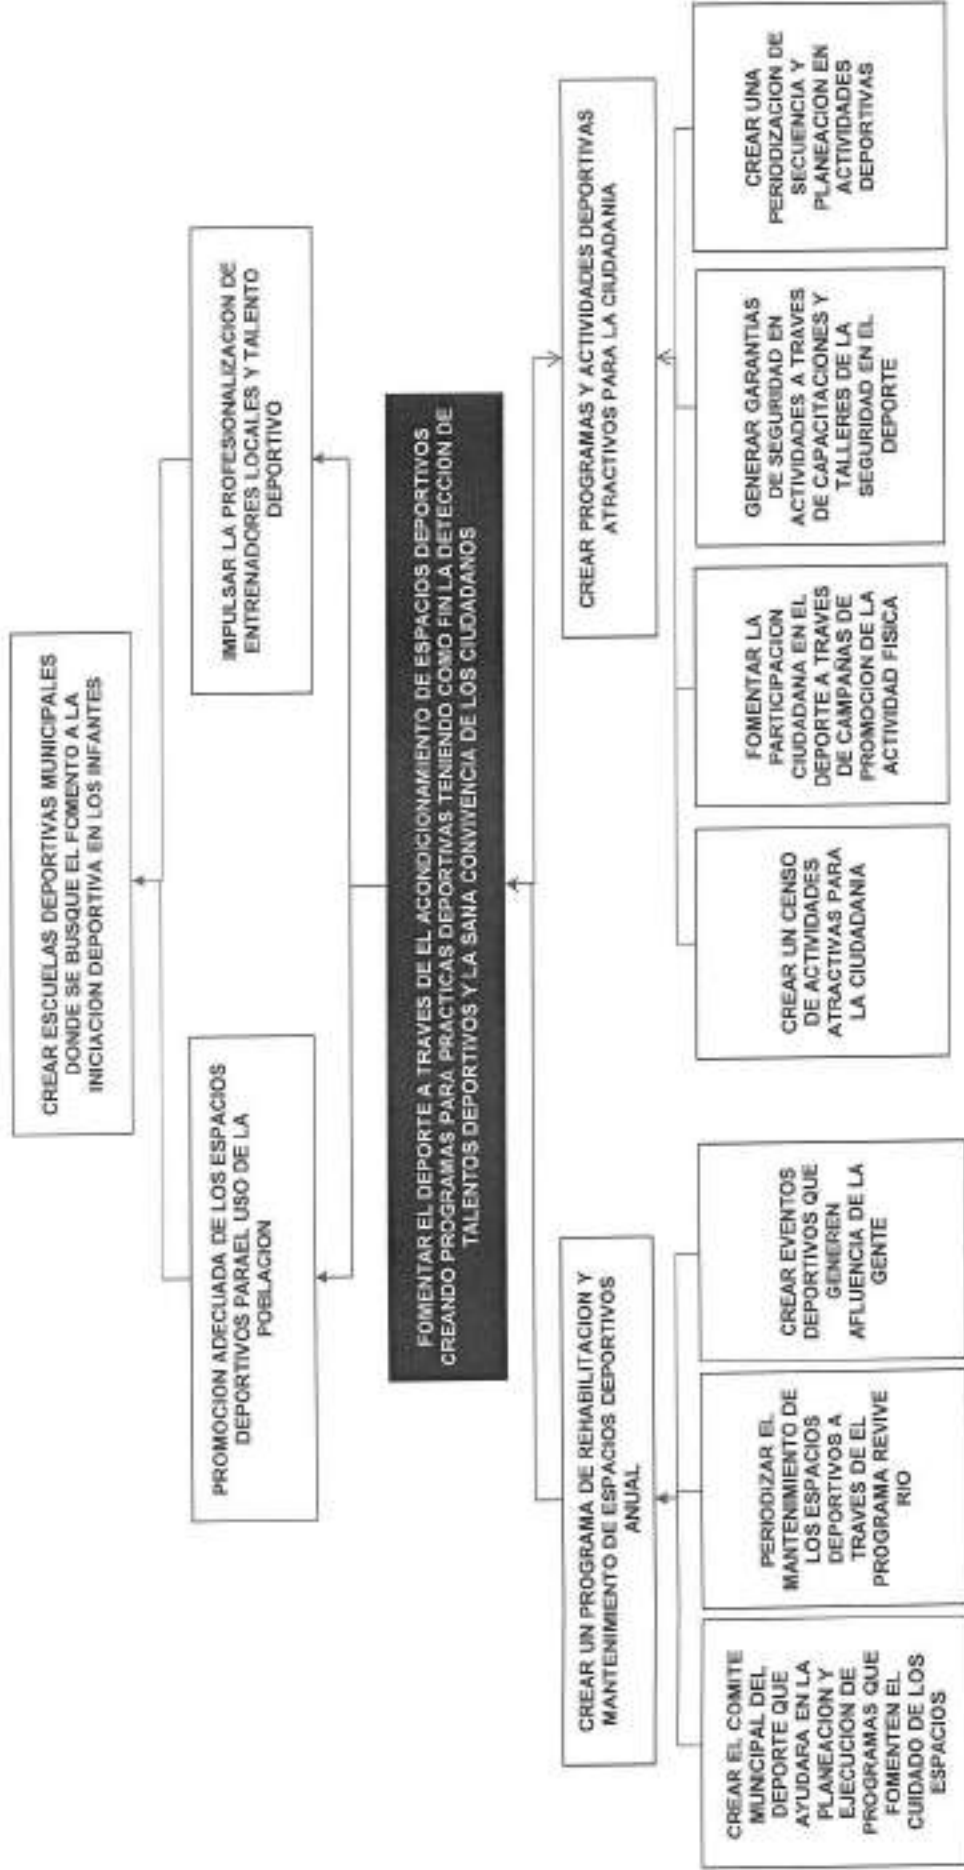 CREAR ESCUELAS DEPORTIVAS MUNICIPALES
DONDE SE BUSQUE EL FOMENTO A LA
INICIACION DEPORTIVA EN LOS INFANTES
PROMOCION ADECUADA DE LOS ESPACIOS
DEPORTIVOS PARAEL USO DE LA
POBLACION
IMPULSAR LA PROFESIONALIZACION DE
ENTRENADORES LOCALES Y TALENTO
DEPORTIVO
FOMENTAR EL DEPORTE A TRAVES DE EL ACONDICIONAMIENTO DE ESPACIOS DEPORTIVOS
CREANDO PROGRAMAS PARA PRACTICAS DEPORTIVAS TENIENDO COMO FIN LA DETECCION DE
TALENTOS DEPORTIVOS Y LA SANA CONVIVENCIA DE LOS CIUDADANOS
CREAR UN PROGRAMA DE REHABILITACION Y
MANTENIMIENTO DE ESPACIOS DEPORTIVOS
ANUAL
CREAR PROGRAMAS Y ACTIVIDADES DEPORTIVAS
ATRACTIVOS PARA LA CIUDADANIA
CREAR EL COMITE
MUNICIPAL DEL
DEPORTE QUE
AYUDARA EN LA
PLANEACION Y
EJECUCION DE
PROGRAMAS QUE
FOMENTEN EL
CUIDADO DE LOS
ESPACIOS
PERIODIZAR EL
MANTENIMIENTO DE
LOS ESPACIOS
DEPORTIVOS A
TRAVES DE EL
PROGRAMA REVIVE
RIO
CREAR EVENTOS
DEPORTIVOS QUE
GENEREN
AFLUENCIA DE LA
GENTE
CREAR UN CENSO
DE ACTIVIDADES
ATRACTIVAS PARA
LA CIUDADANIA
FOMENTAR LA
PARTICIPACION
CIUDADANA EN EL
DEPORTE A TRAVES
DE CAMPAÑAS DE
PROMOCION DE LA
ACTIVIDAD FISICA
GENERAR GARANTIAS
DE SEGURIDAD EN
ACTIVIDADES A TRAVES
DE CAPACITACIONES Y
TALLERES DE LA
SEGURIDAD EN EL
DEPORTE
CREAR UNA
PERIODIZACION DE
SECUENCIA Y
PLANEACION EN
ACTIVIDADES
DEPORTIVAS